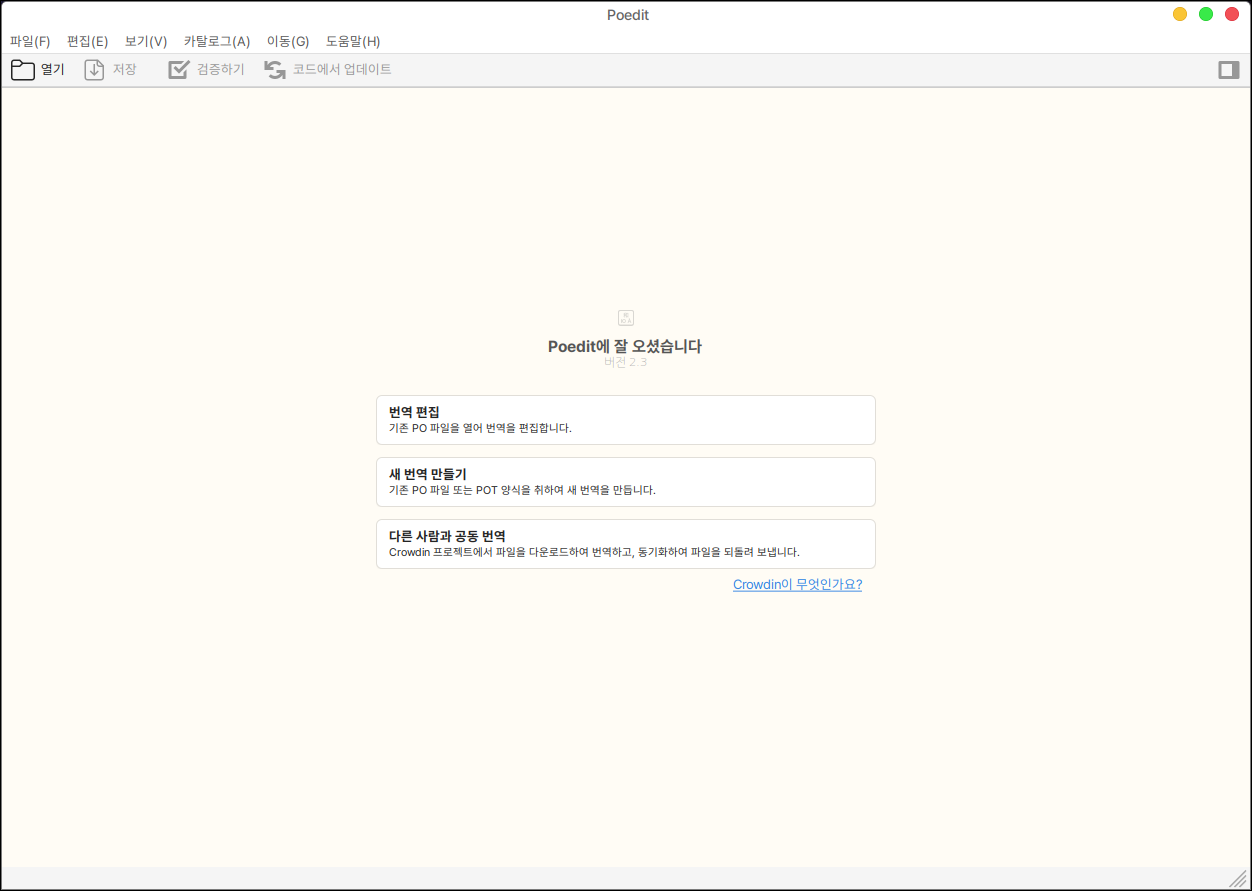 Poedit
파일(F) 편집(E) 보기(V) 카탈로그(A) 이동(G) 도움말(H)
열기 저장 검증하기 코드에서 업데이트
Poedit에 잘 오셨습니다
버전 2.3
번역 편집
기존 PO 파일을 열어 번역을 편집합니다.
새 번역 만들기
기존 PO 파일 또는 POT 양식을 취하여 새 번역을 만듭니다.
다른 사람과 공동 번역
Crowdin 프로젝트에서 파일을 다운로드하여 번역하고, 동기화하여 파일을 되돌려 보냅니다.
Crowdin이 무엇인가요?